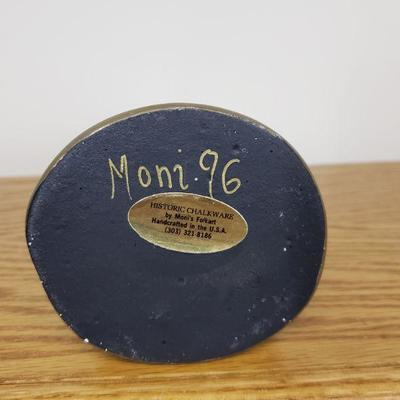 Moni 96
HISTORIC CHALKWARE
by Moni's Folkart
Handcrafted in the U.S.A.
(303) 321-8186